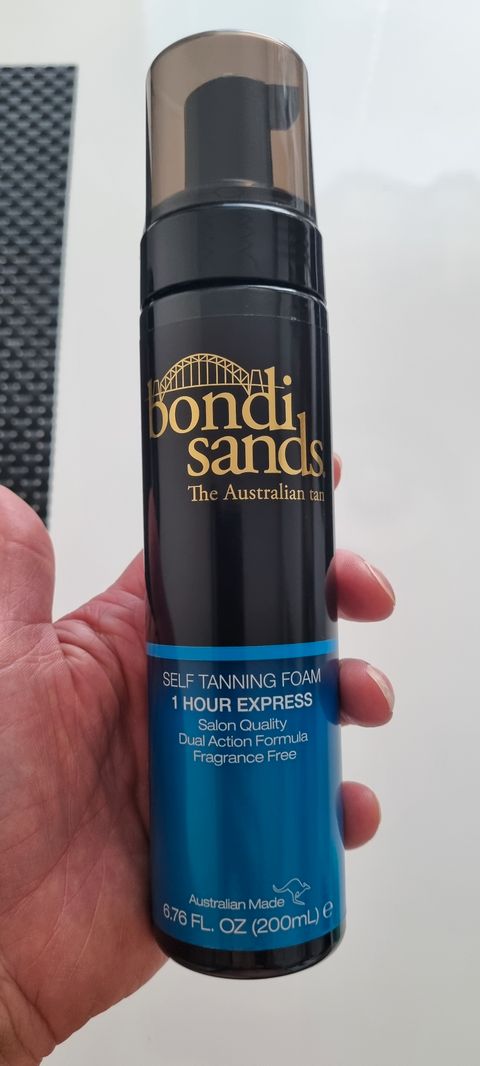 bondi
sands
The Australian tan
SELF TANNING FOAM
1 HOUR EXPRESS
Salon Quality
Dual Action Formula
Fragrance Free
Australian Made
6.76 FL. OZ (200mL) ℮